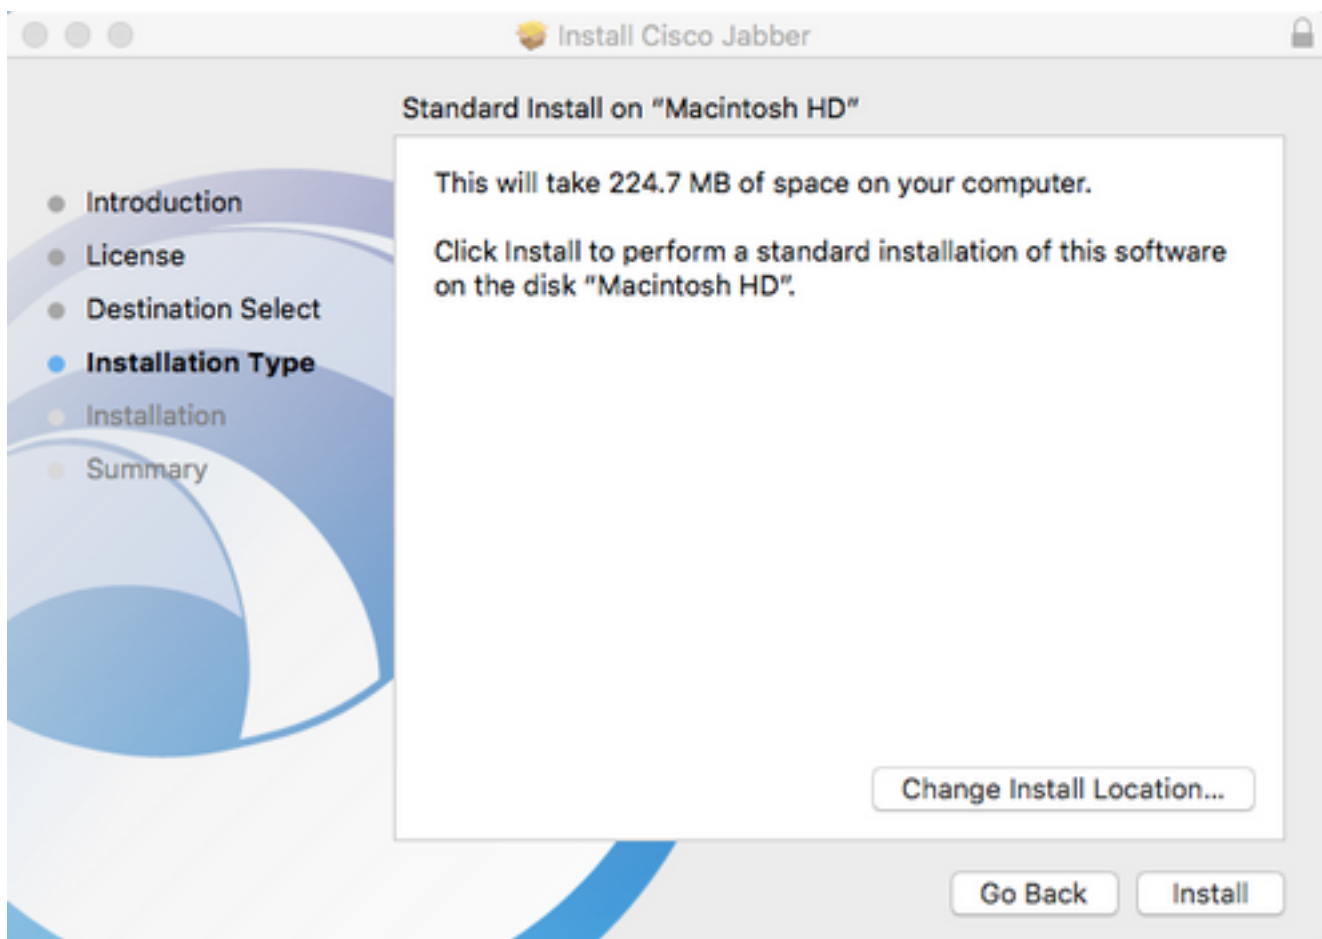 Install Cisco Jabber
Standard Install on “Macintosh HD”
Introduction
License
Destination Select
Installation Type
Installation
Summary
This will take 224.7 MB of space on your computer.
Click Install to perform a standard installation of this software
on the disk “Macintosh HD”.
Change Install Location...
Go Back
Install